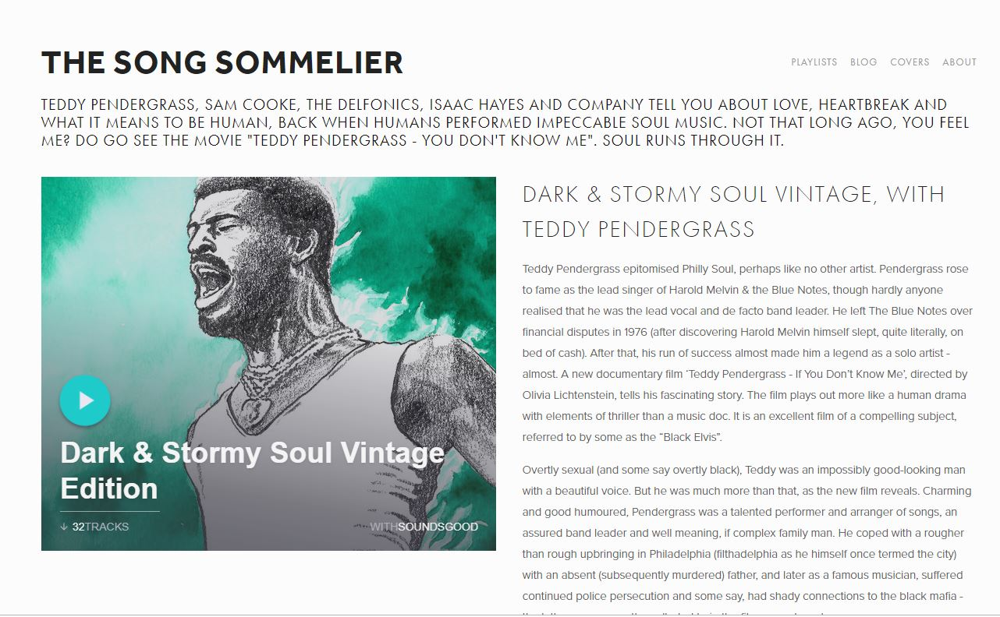 THE SONG SOMMELIER
PLAYLISTS BLOG COVERS ABOUT
TEDDY PENDERGRASS, SAM COOKE, THE DELFONICS, ISAAC HAYES AND COMPANY TELL YOU ABOUT LOVE, HEARTBREAK AND
WHAT IT MEANS TO BE HUMAN, BACK WHEN HUMANS PERFORMED IMPECCABLE SOUL MUSIC. NOT THAT LONG AGO, YOU FEEL
ME? DO GO SEE THE MOVIE "TEDDY PENDERGRASS - YOU DON'T KNOW ME". SOUL RUNS THROUGH IT.
Dark & Stormy Soul Vintage
Edition
32TRACKS
WITHSOUNDSGOOD
DARK & STORMY SOUL VINTAGE, WITH
TEDDY PENDERGRASS
Teddy Pendergrass epitomised Philly Soul, perhaps like no other artist. Pendergrass rose
to fame as the lead singer of Harold Melvin & the Blue Notes, though hardly anyone
realised that he was the lead vocal and de facto band leader. He left The Blue Notes over
financial disputes in 1976 (after discovering Harold Melvin himself slept, quite literally, on
bed of cash). After that, his run of success almost made him a legend as a solo artist -
almost. A new documentary film ‘Teddy Pendergrass - If You Don’t Know Me’, directed by
Olivia Lichtenstein, tells his fascinating story. The film plays out more like a human drama
with elements of thriller than a music doc. It is an excellent film of a compelling subject,
referred to by some as the “Black Elvis”.
Overtly sexual (and some say overtly black), Teddy was an impossibly good-looking man
with a beautiful voice. But he was much more than that, as the new film reveals. Charming
and good humoured, Pendergrass was a talented performer and arranger of songs, an
assured band leader and well meaning, if complex family man. He coped with a rougher
than rough upbringing in Philadelphia (filthadelphia as he himself once termed the city)
with an absent (subsequently murdered) father, and later as a famous musician, suffered
continued police persecution and some say, had shady connections to the black mafia -